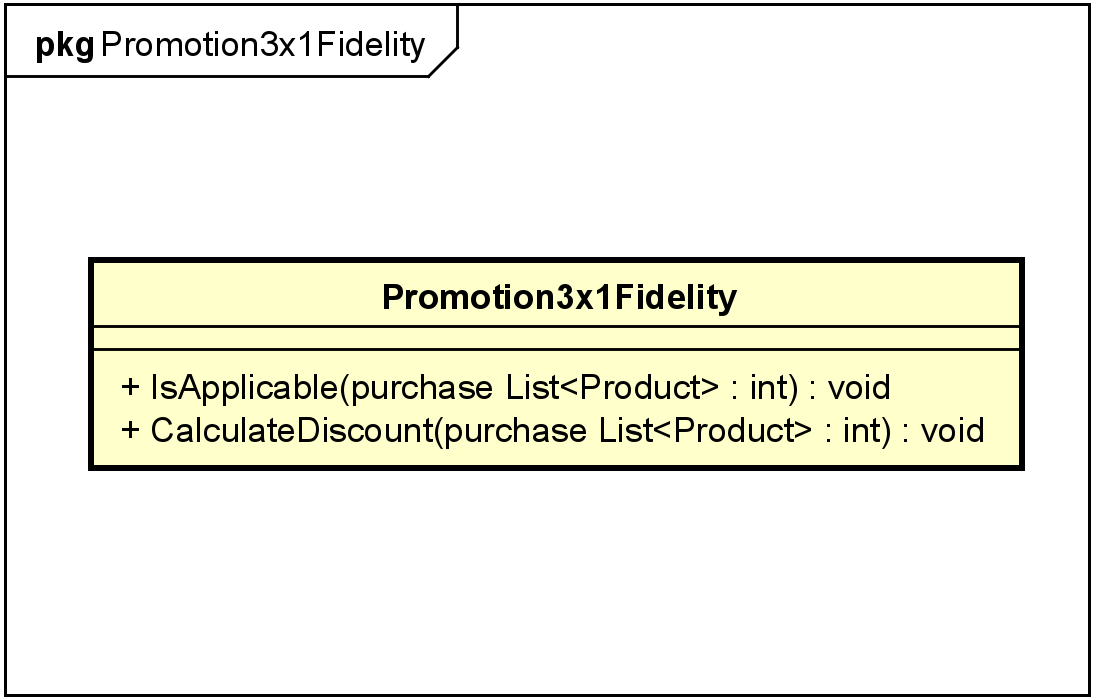 pkg Promotion3x1Fidelity
Promotion3x1Fidelity
+ IsApplicable(purchase List<Product> : int) : void
+ CalculateDiscount(purchase List<Product> : int) : void